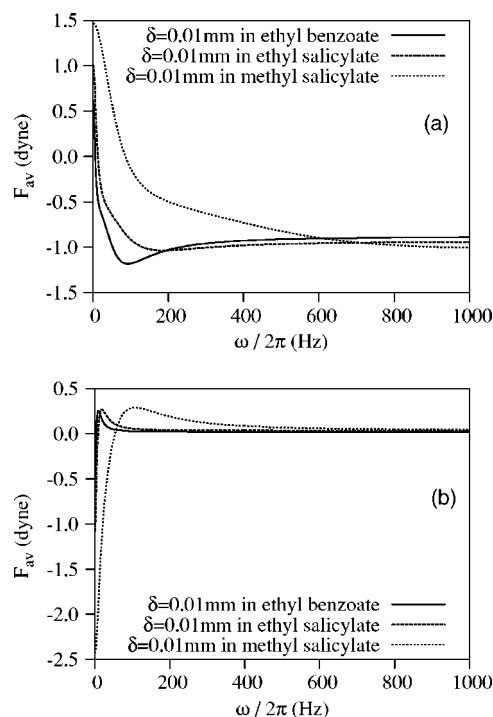 δ=0.01mm in ethyl benzoate
δ=0.01mm in ethyl salicylate
δ=0.01mm in methyl salicylate
(a)
F_av (dyne)
1.5
1.0
0.5
0.0
-0.5
-1.0
-1.5
0 200 400 600 800 1000
ω / 2π (Hz)
(b)
F_av (dyne)
0.5
0.0
-0.5
-1.0
-1.5
-2.0
-2.5
δ=0.01mm in ethyl benzoate
δ=0.01mm in ethyl salicylate
δ=0.01mm in methyl salicylate
0 200 400 600 800 1000
ω / 2π (Hz)